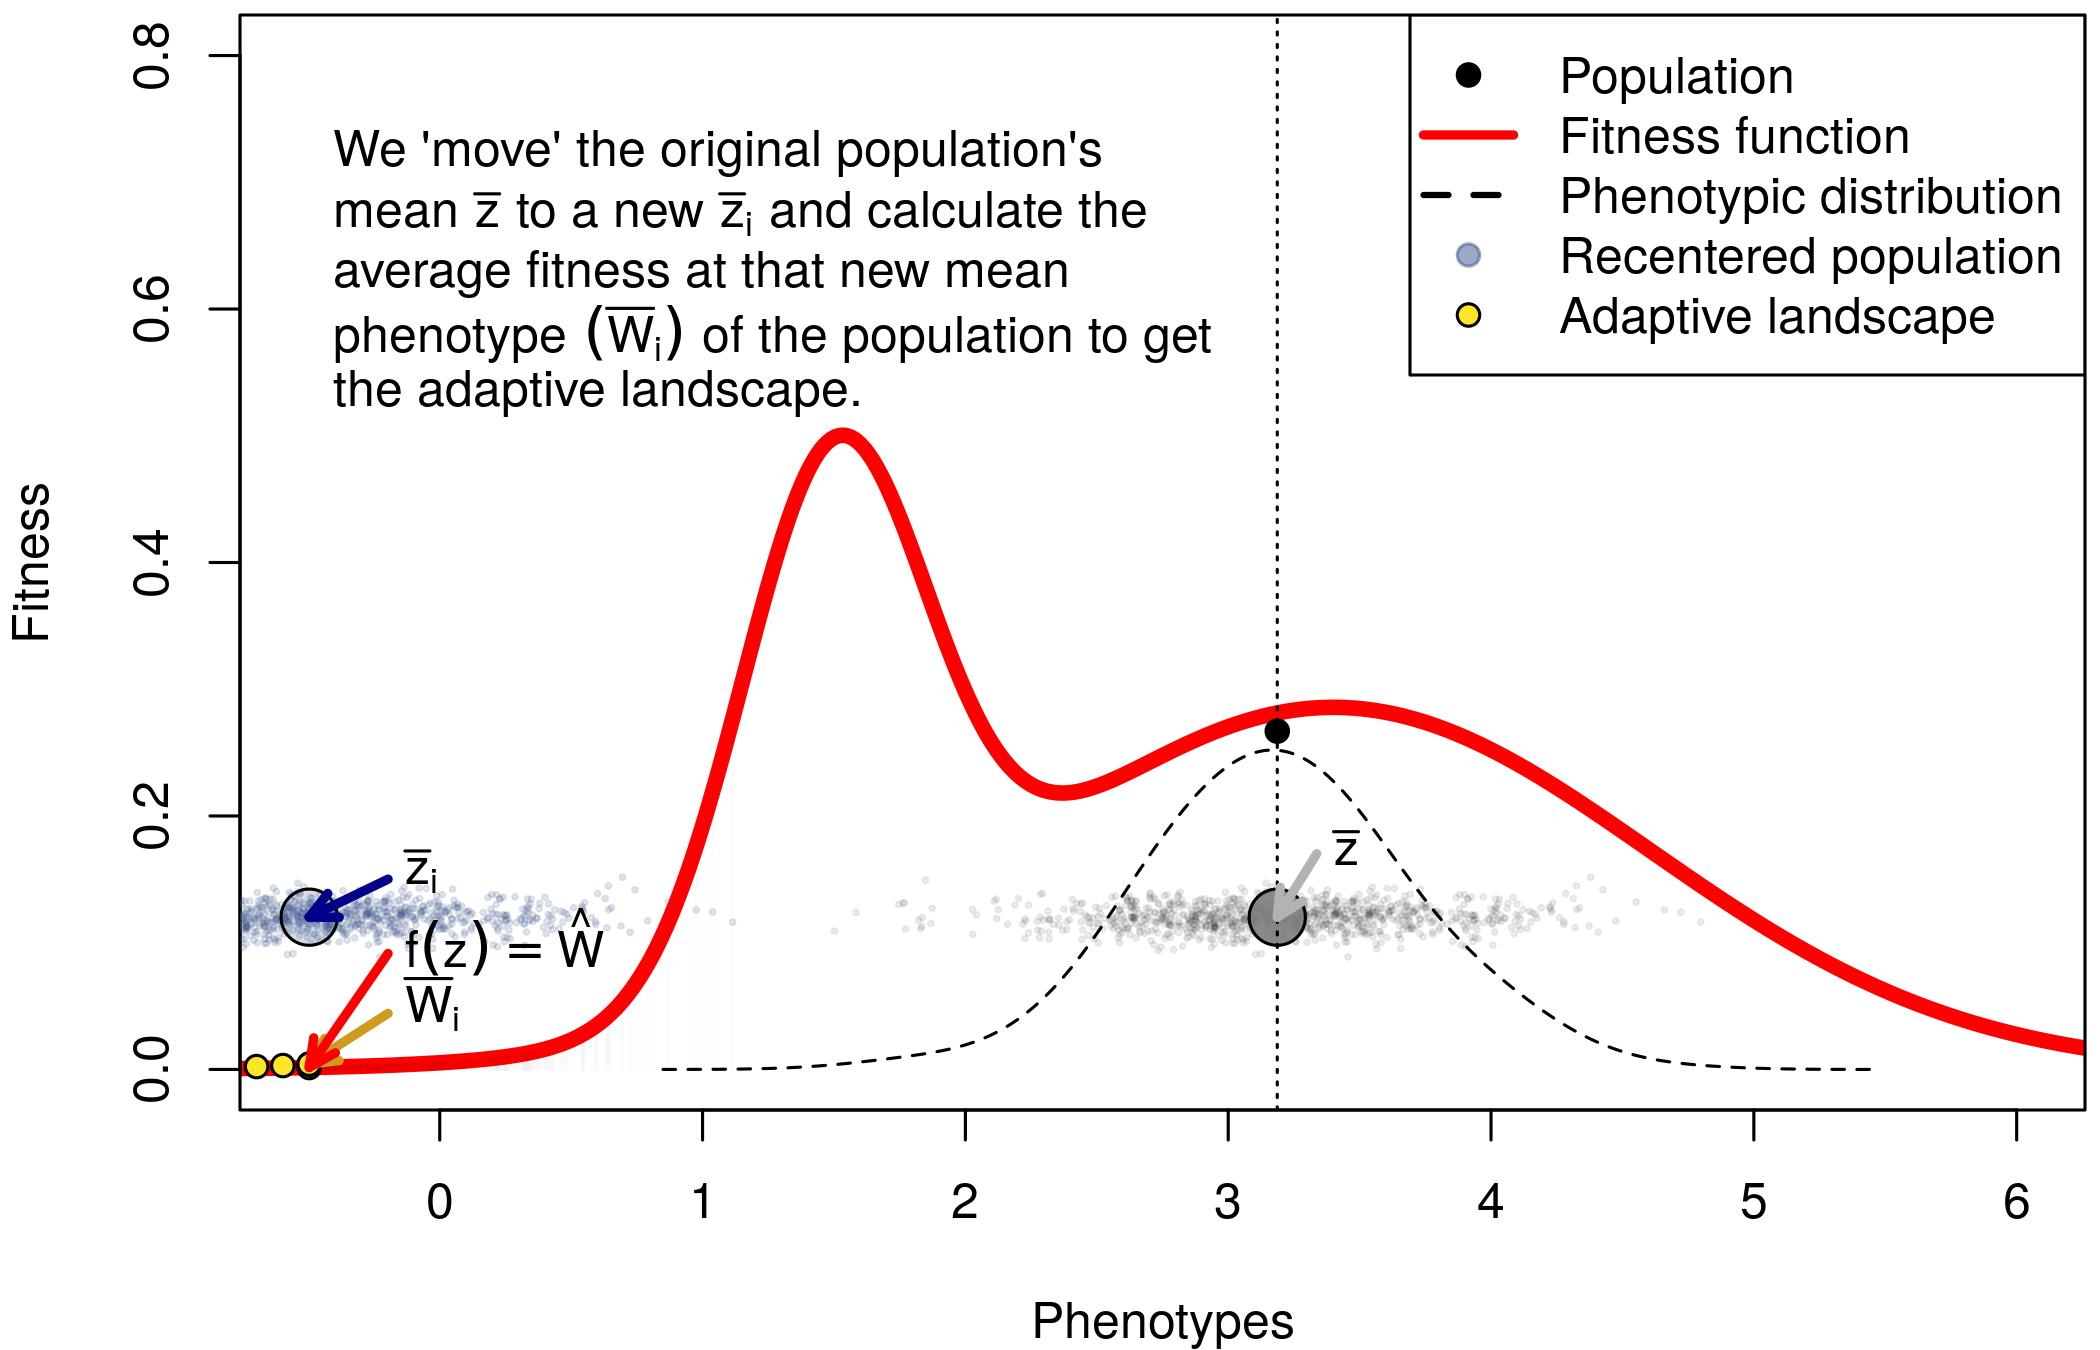 We 'move' the original population's
mean z̅ to a new z̅ᵢ and calculate the
average fitness at that new mean
phenotype (W̅ᵢ) of the population to get
the adaptive landscape.
Population
Fitness function
Phenotypic distribution
Recentered population
Adaptive landscape
Fitness
0.8
0.6
0.4
0.2
0.0
z̅ᵢ
f(z) = Ŵ
W̅ᵢ
z̅
0 1 2 3 4 5 6
Phenotypes